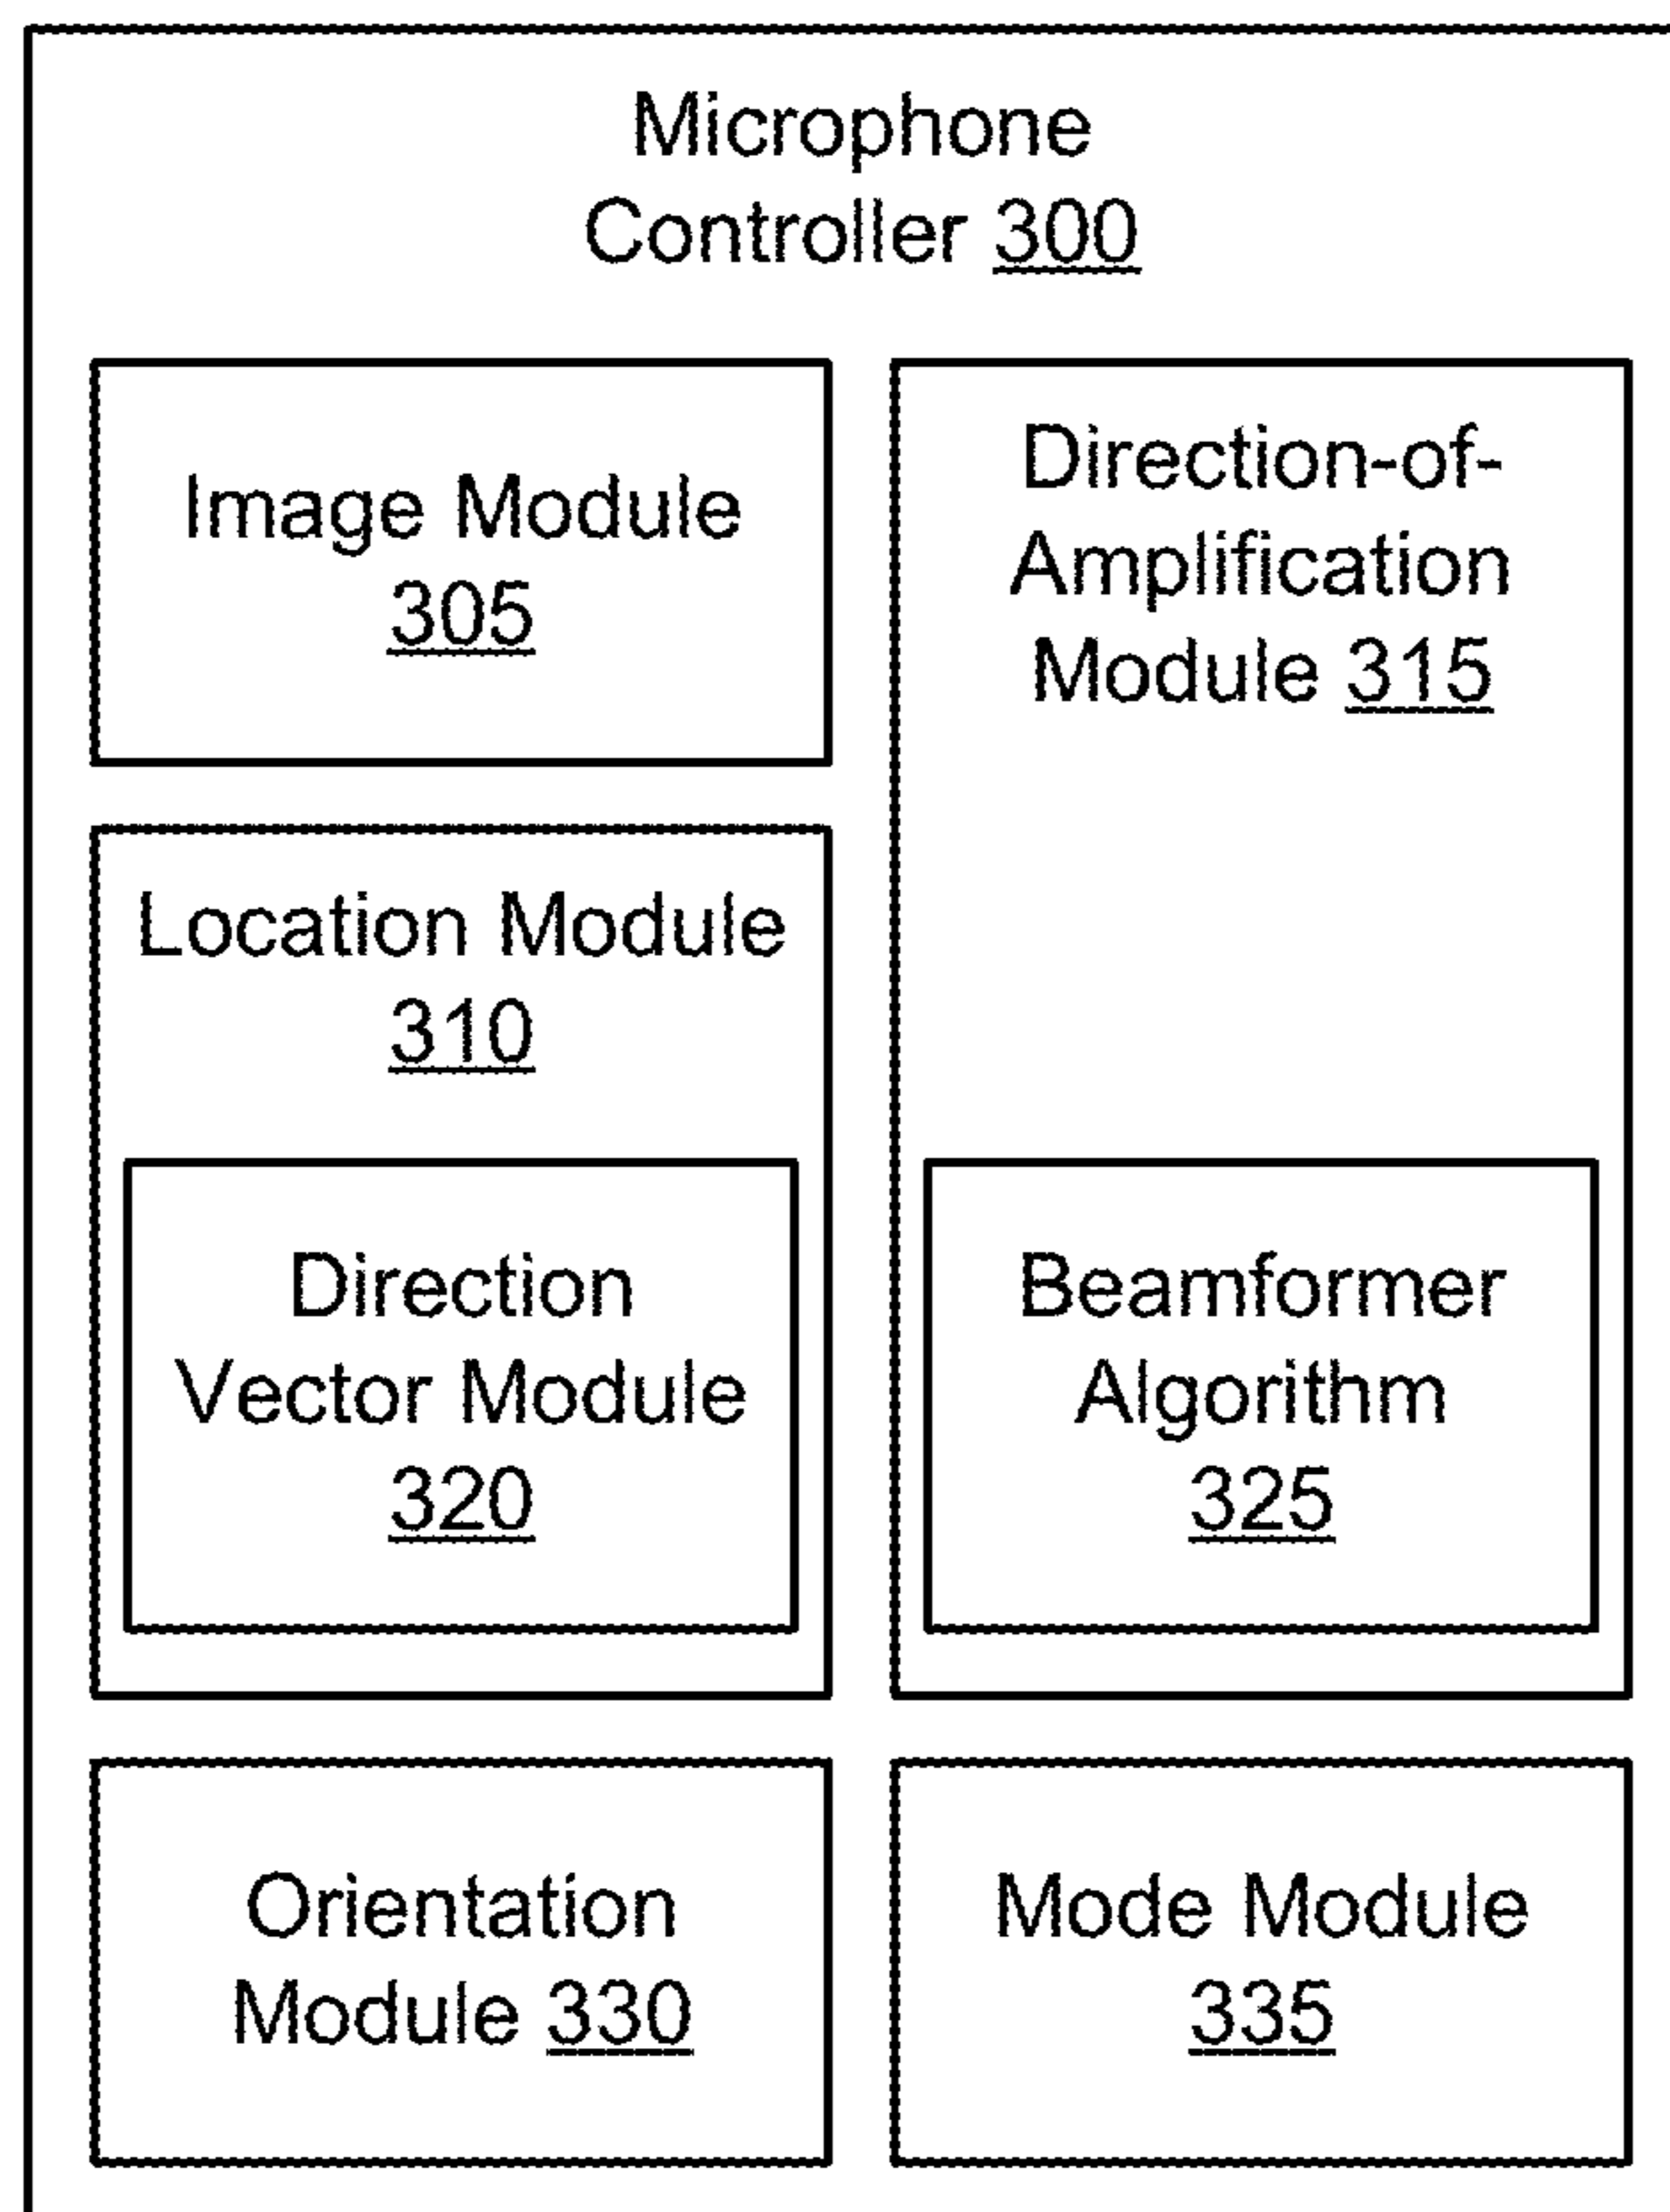 Microphone
Controller 300
Image Module
305
Direction-of-
Amplification
Module 315
Location Module
310
Direction
Vector Module
320
Beamformer
Algorithm
325
Orientation
Module 330
Mode Module
335